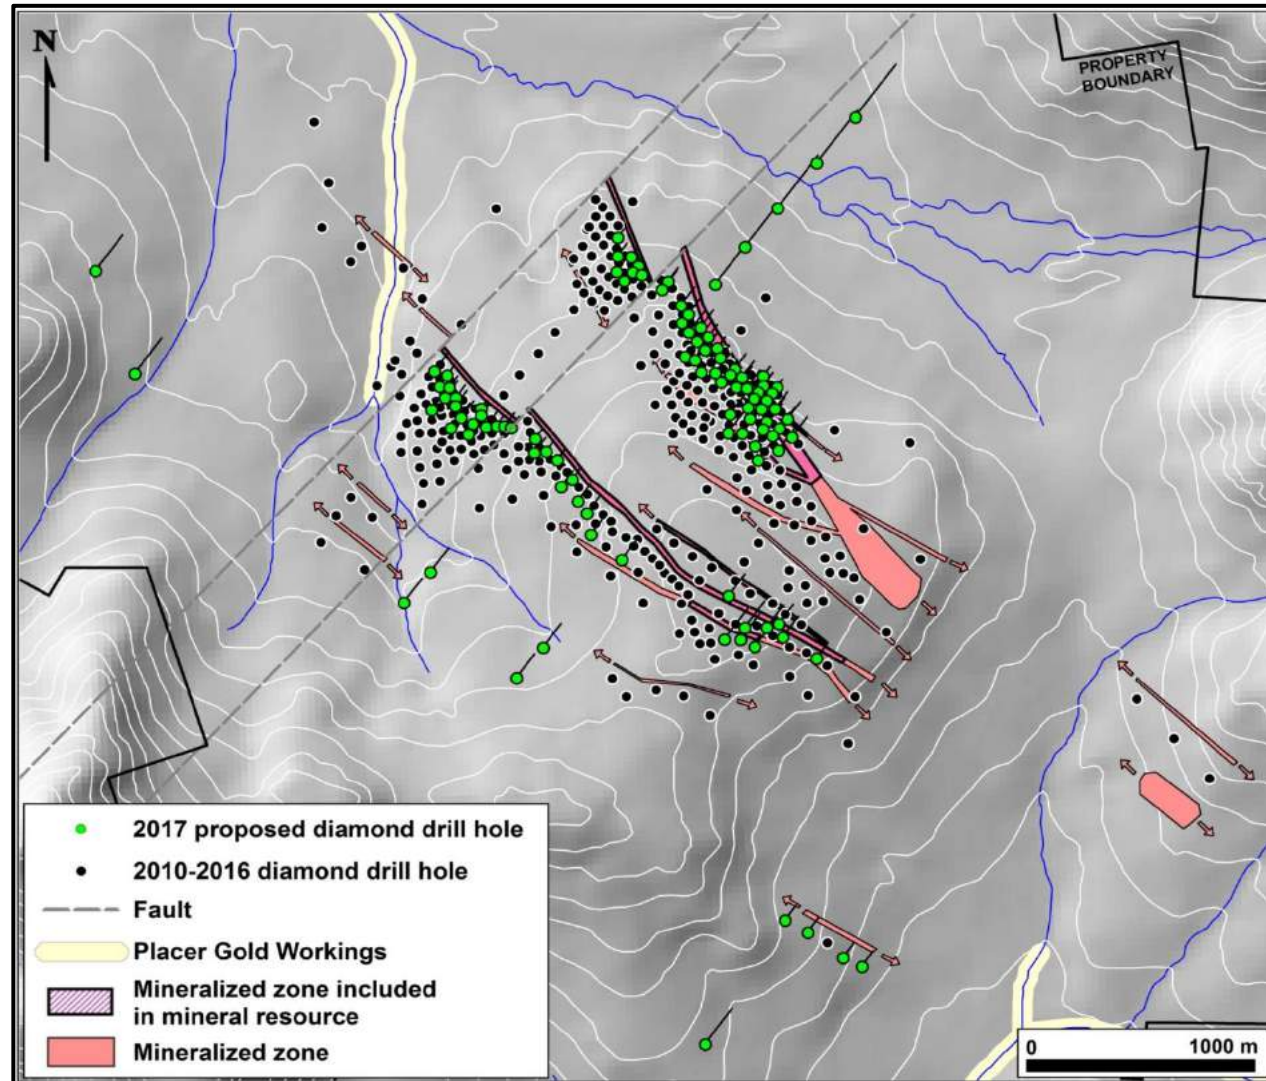 N
PROPERTY
BOUNDARY
2017 proposed diamond drill hole
2010-2016 diamond drill hole
Fault
Placer Gold Workings
Mineralized zone included
in mineral resource
Mineralized zone
0 1000 m